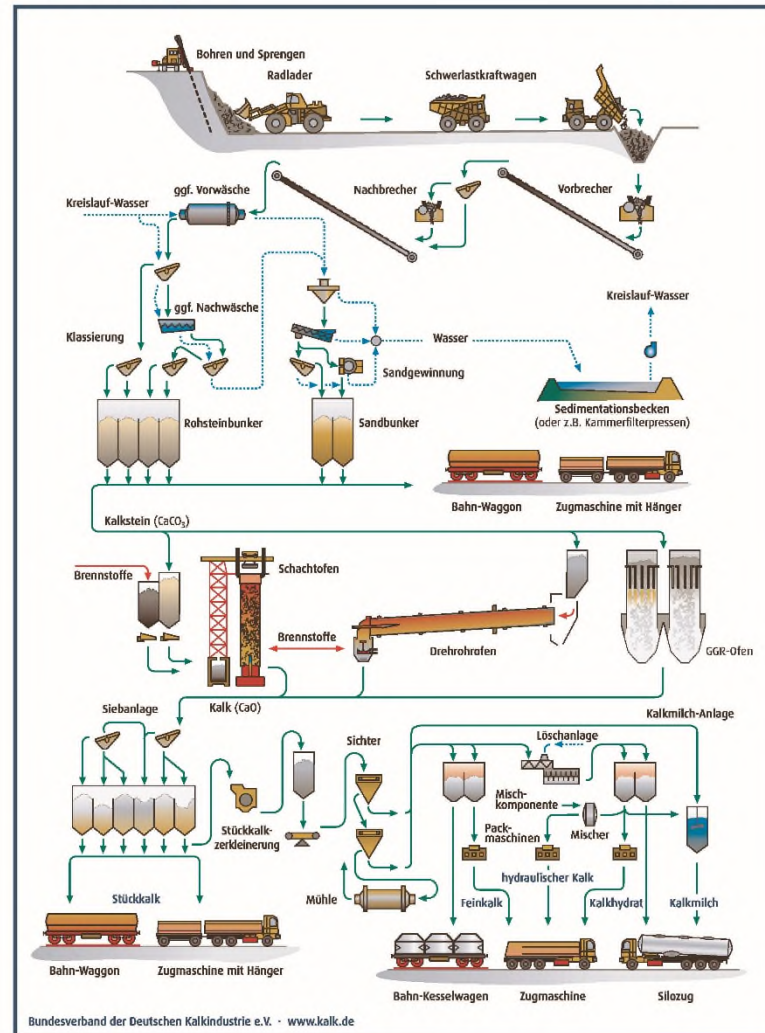 Bohren und Sprengen
Radlader
Schwerlastkraftwagen
ggf. Vorwäsche
Nachbrecher
Vorbrecher
Kreislauf-Wasser
Kreislauf-Wasser
ggf. Nachwäsche
Klassierung
Wasser
Sandgewinnung
Rohsteinbunker
Sandbunker
Sedimentationsbecken
(oder z.B. Kammerfilterpressen)
Bahn-Waggon
Zugmaschine mit Hänger
Kalkstein (CaCO₃)
Brennstoffe
Schachtofen
Brennstoffe
Drehrohrofen
GGR-Ofen
Kalk (CaO)
Siebanlage
Kalkmilch-Anlage
Löschanlage
Sichter
Misch-
komponente
Mischer
Pack-
maschinen
Stückkalk-
zerkleinerung
hydraulischer Kalk
Mühle
Feinkalk
Kalkhydrat
Kalkmilch
Stückkalk
Bahn-Waggon
Zugmaschine mit Hänger
Bahn-Kesselwagen
Zugmaschine
Silozug
Bundesverband der Deutschen Kalkindustrie e.V. · www.kalk.de